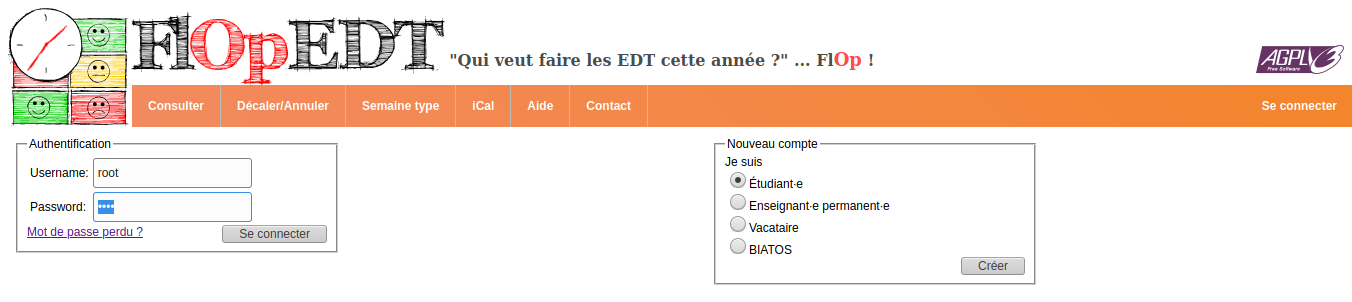 FlOpEDT
"Qui veut faire les EDT cette année ?" ... FlOp !
AGPLv3
Free Software
Consulter Décaler/Annuler Semaine type iCal Aide Contact Se connecter
Authentification
Username: root
Password: ••••
Mot de passe perdu ? Se connecter
Nouveau compte
Je suis
Étudiant·e
Enseignant·e permanent·e
Vacataire
BIATOS
Créer